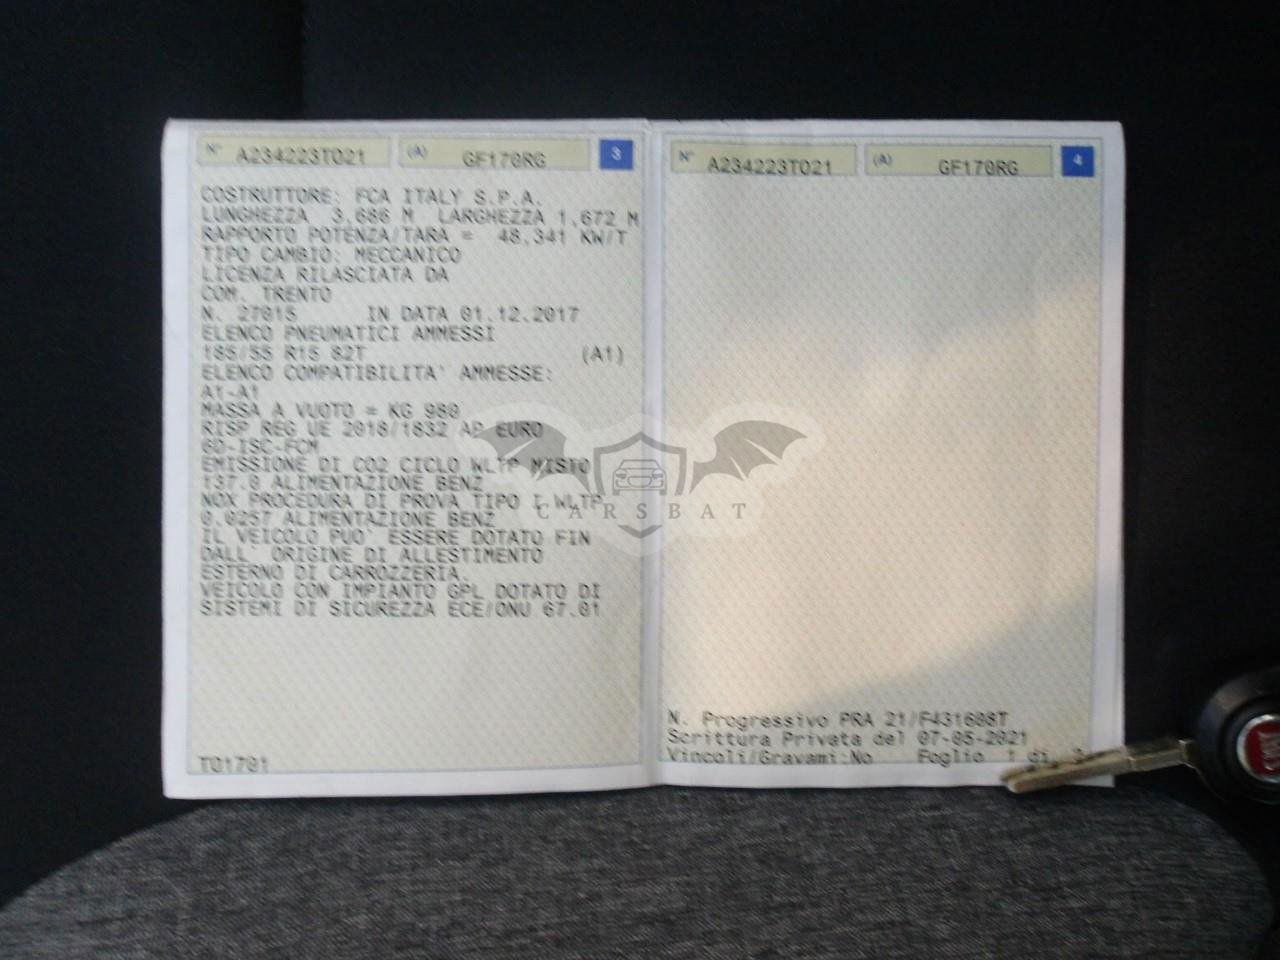 N° A234223TO21 (A) GF170RG 3
COSTRUTTORE: FCA ITALY S.P.A.
LUNGHEZZA 3,686 M LARGHEZZA 1,672 M
RAPPORTO POTENZA/TARA = 48,341 KW/T
TIPO CAMBIO: MECCANICO
LICENZA RILASCIATA DA
COM. TRENTO
N. 27015 IN DATA 01.12.2017
ELENCO PNEUMATICI AMMESSI
185/55 R15 82T (A1)
ELENCO COMPATIBILITA' AMMESSE:
A1-A1
MASSA A VUOTO = KG 980
RISP REG UE 2018/1832 AP EURO
6D-ISC-FCM
EMISSIONE DI CO2 CICLO WLTP MISTO
137.0 ALIMENTAZIONE BENZ
NOX PROCEDURA DI PROVA TIPO I WLTP
0.0257 ALIMENTAZIONE BENZ
IL VEICOLO PUO' ESSERE DOTATO FIN
DALL' ORIGINE DI ALLESTIMENTO
ESTERNO DI CARROZZERIA.
VEICOLO CON IMPIANTO GPL DOTATO DI
SISTEMI DI SICUREZZA ECE/ONU 67.01
TO1701
N° A234223TO21 (A) GF170RG 4
N. Progressivo PRA 21/F431608T
Scrittura Privata del 07-05-2021
Vincoli/Gravami:No Foglio 1 di
CARSBAT
FIAT